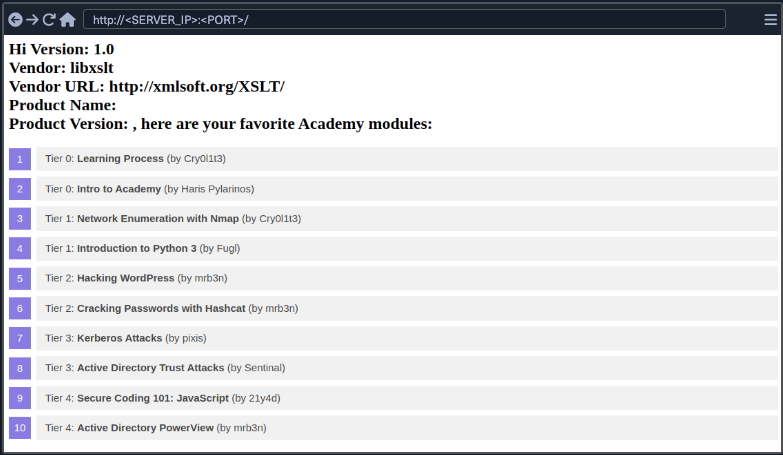 http://<SERVER_IP>:<PORT>/
Hi Version: 1.0
Vendor: libxslt
Vendor URL: http://xmlsoft.org/XSLT/
Product Name:
Product Version: , here are your favorite Academy modules:
1 Tier 0: Learning Process (by Cry0l1t3)
2 Tier 0: Intro to Academy (by Haris Pylarinos)
3 Tier 1: Network Enumeration with Nmap (by Cry0l1t3)
4 Tier 1: Introduction to Python 3 (by Fugl)
5 Tier 2: Hacking WordPress (by mrb3n)
6 Tier 2: Cracking Passwords with Hashcat (by mrb3n)
7 Tier 3: Kerberos Attacks (by pixis)
8 Tier 3: Active Directory Trust Attacks (by Sentinal)
9 Tier 4: Secure Coding 101: JavaScript (by 21y4d)
10 Tier 4: Active Directory PowerView (by mrb3n)